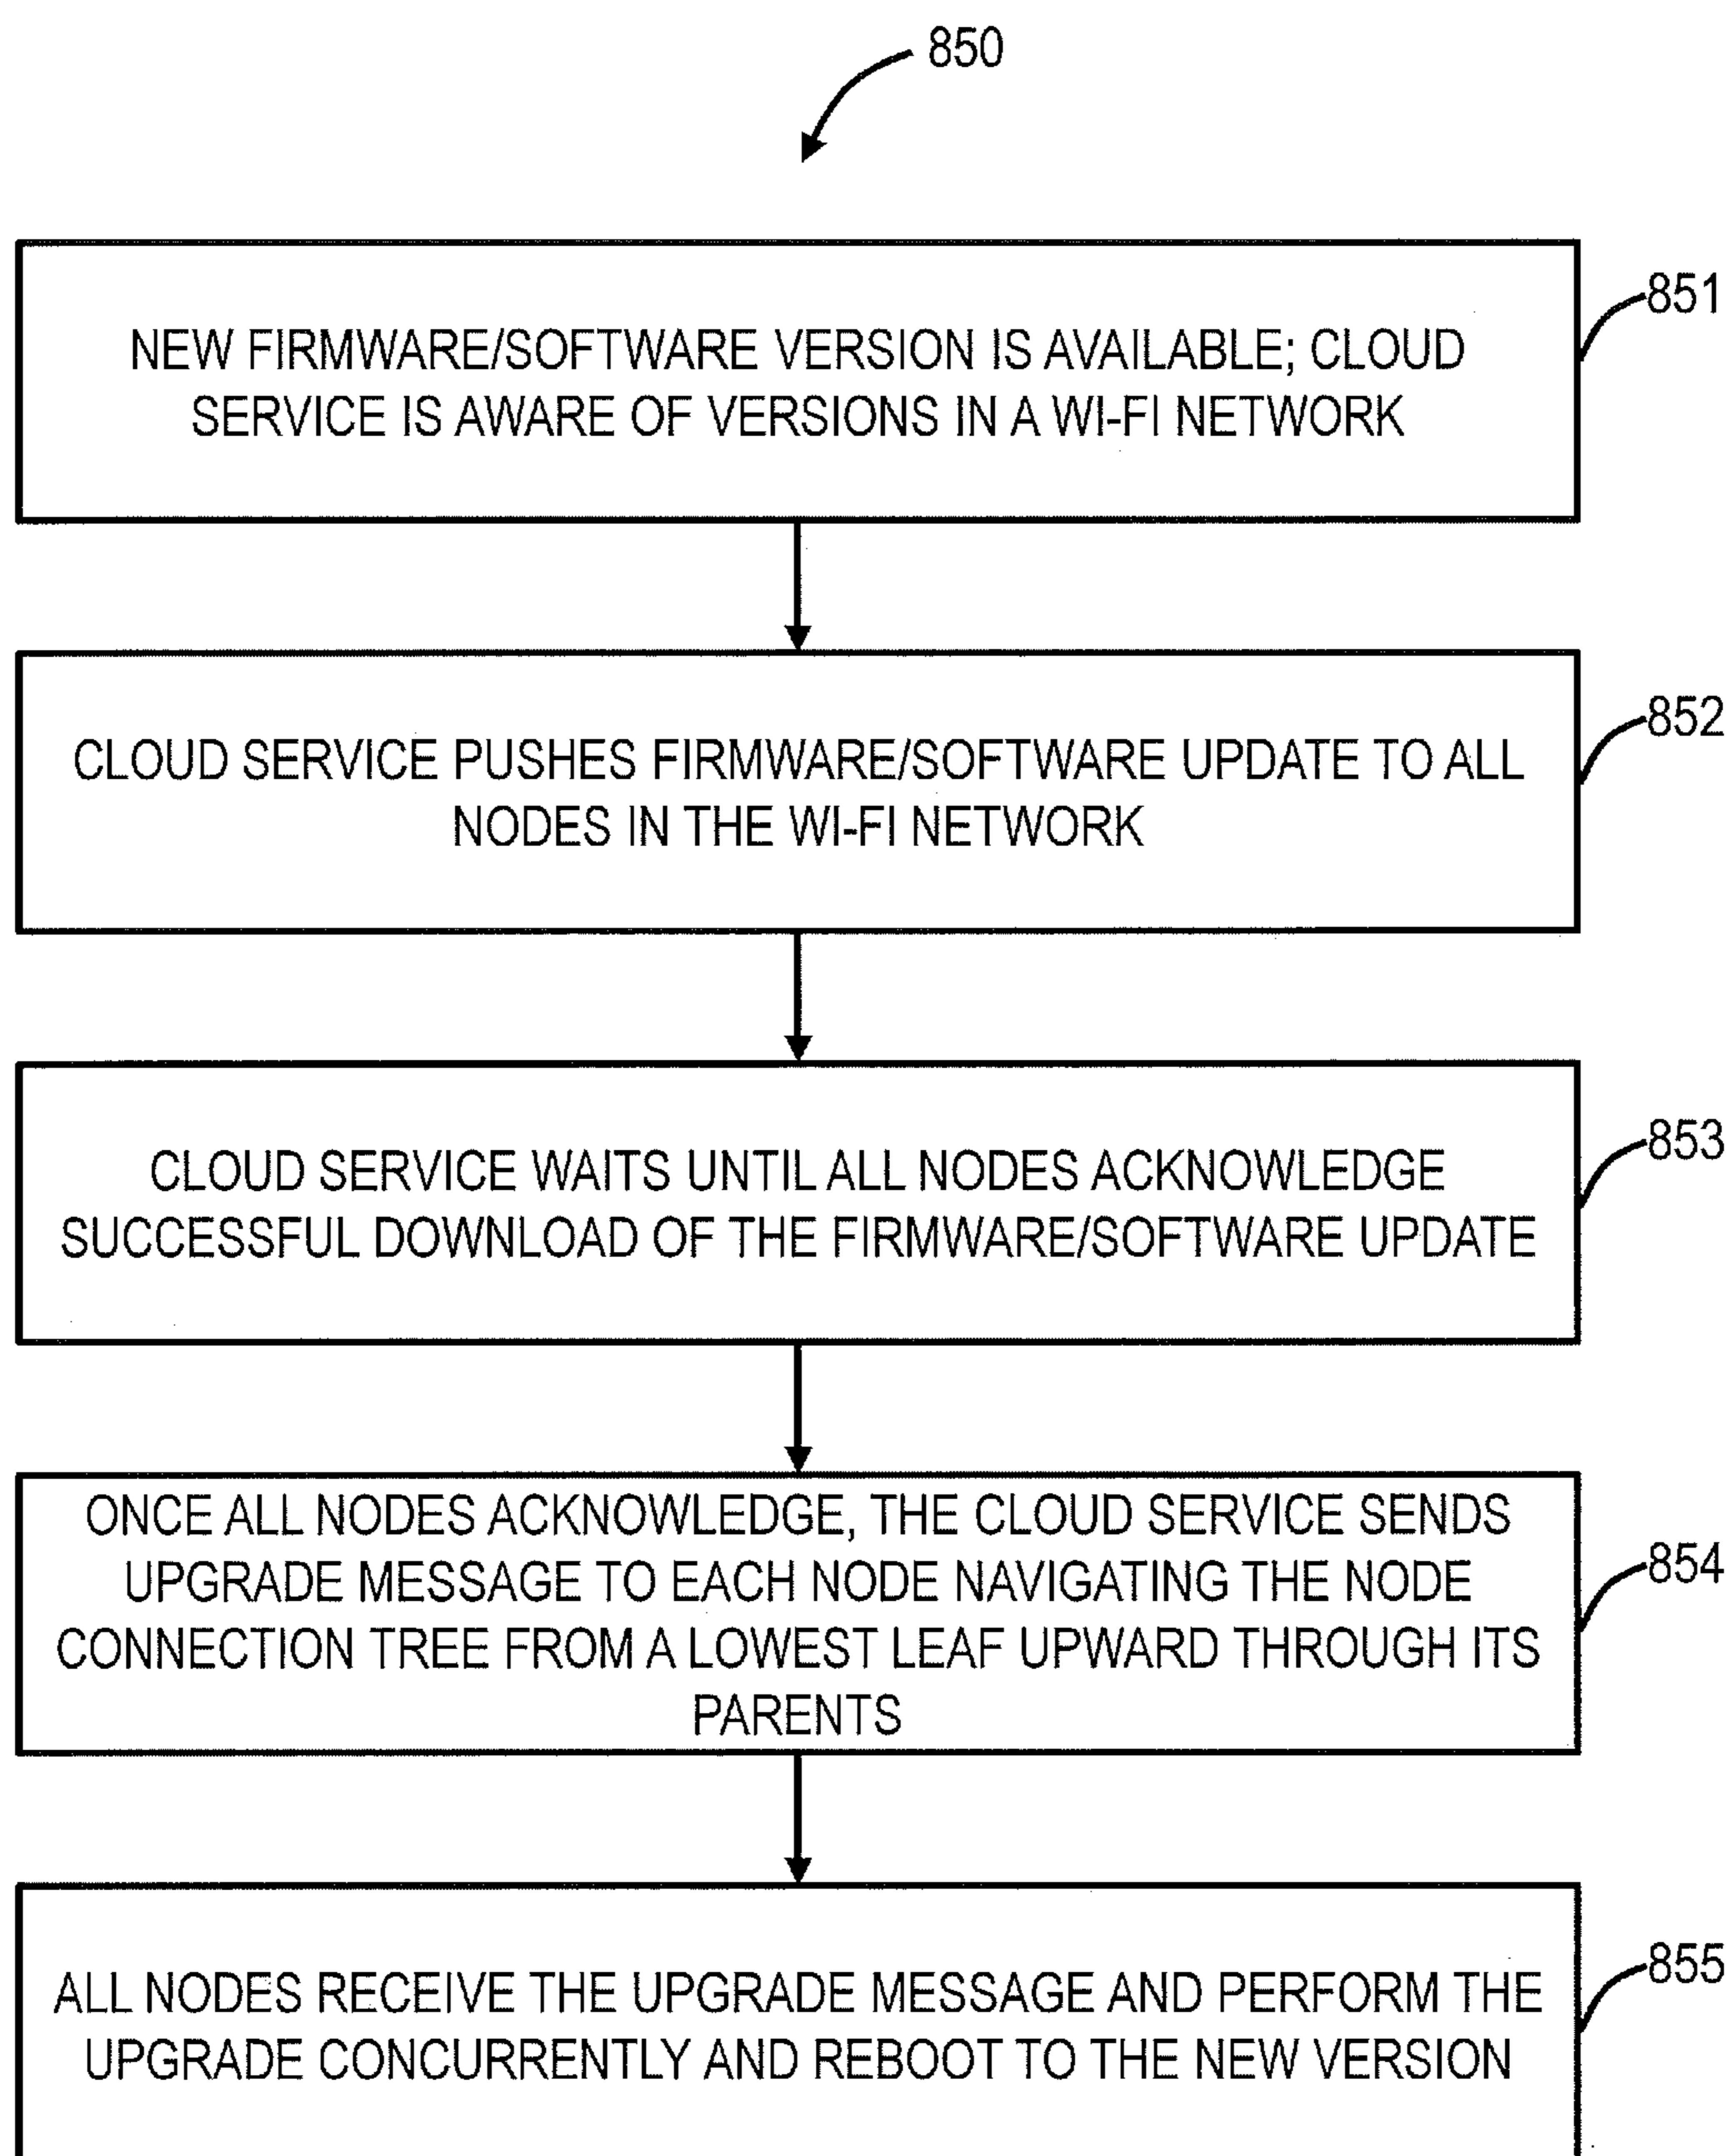 850
NEW FIRMWARE/SOFTWARE VERSION IS AVAILABLE; CLOUD
SERVICE IS AWARE OF VERSIONS IN A WI-FI NETWORK
851
CLOUD SERVICE PUSHES FIRMWARE/SOFTWARE UPDATE TO ALL
NODES IN THE WI-FI NETWORK
852
CLOUD SERVICE WAITS UNTIL ALL NODES ACKNOWLEDGE
SUCCESSFUL DOWNLOAD OF THE FIRMWARE/SOFTWARE UPDATE
853
ONCE ALL NODES ACKNOWLEDGE, THE CLOUD SERVICE SENDS
UPGRADE MESSAGE TO EACH NODE NAVIGATING THE NODE
CONNECTION TREE FROM A LOWEST LEAF UPWARD THROUGH ITS
PARENTS
854
ALL NODES RECEIVE THE UPGRADE MESSAGE AND PERFORM THE
UPGRADE CONCURRENTLY AND REBOOT TO THE NEW VERSION
855